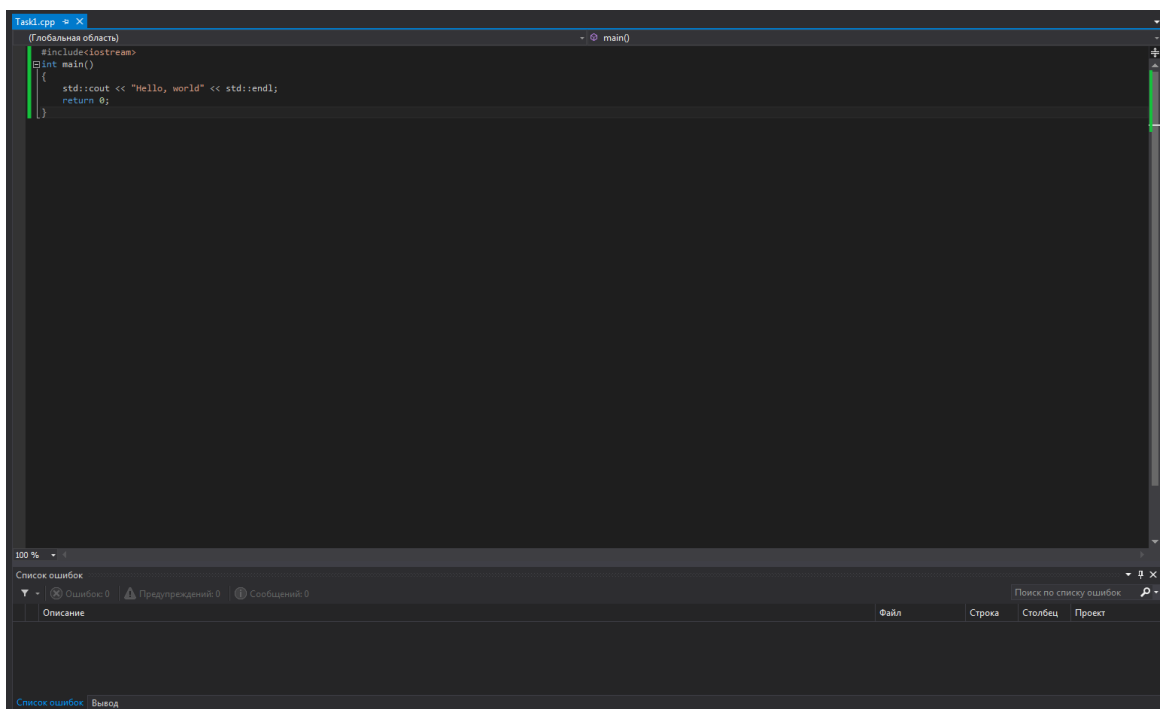 Task1.cpp
(Глобальная область) main()
#include<iostream>
int main()
{
std::cout << "Hello, world" << std::endl;
return 0;
}
100 %
Список ошибок
Ошибок: 0 Предупреждений: 0 Сообщений: 0 Поиск по списку ошибок
Описание Файл Строка Столбец Проект
Список ошибок Вывод